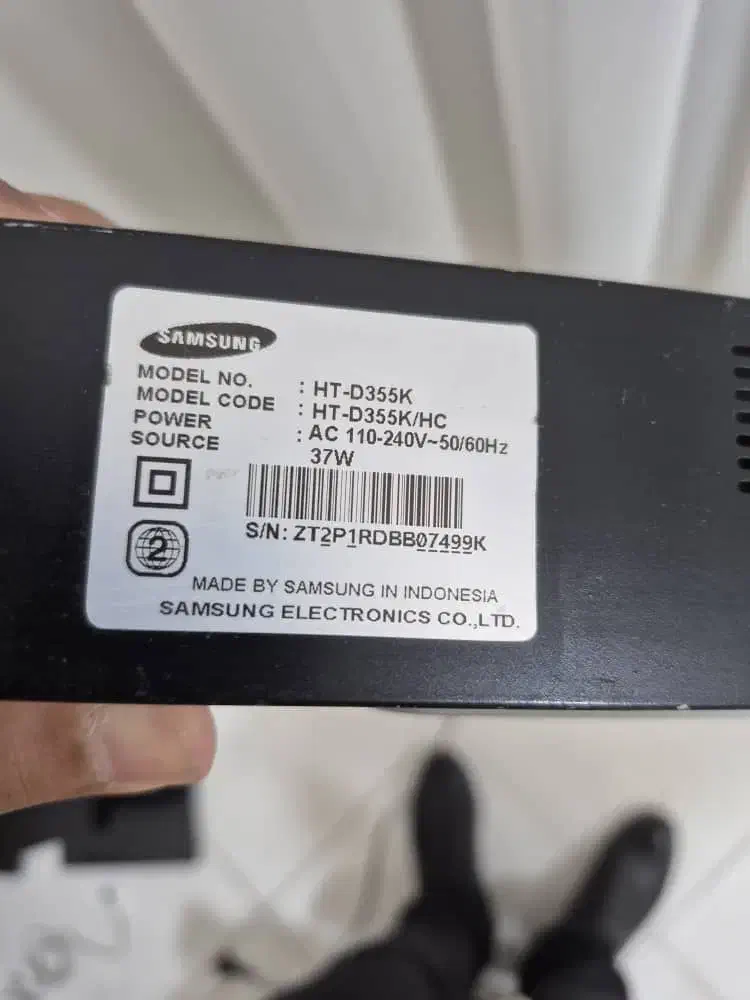 SAMSUNG
MODEL NO. : HT-D355K
MODEL CODE : HT-D355K/HC
POWER SOURCE : AC 110-240V~50/60Hz
37W
2
S/N: ZT2P1RDBB07499K
MADE BY SAMSUNG IN INDONESIA
SAMSUNG ELECTRONICS CO.,LTD.